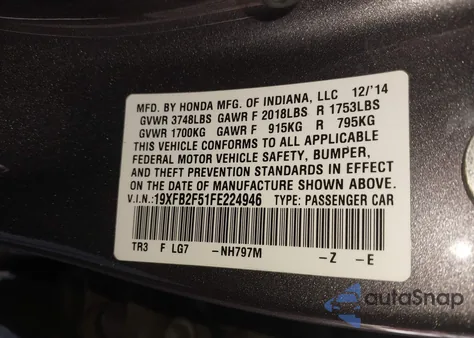 MFD. BY HONDA MFG. OF INDIANA, LLC 12/'14
GVWR 3748LBS GAWR F 2018LBS R 1753LBS
GVWR 1700KG GAWR F 915KG R 795KG
THIS VEHICLE CONFORMS TO ALL APPLICABLE
FEDERAL MOTOR VEHICLE SAFETY, BUMPER,
AND THEFT PREVENTION STANDARDS IN EFFECT
ON THE DATE OF MANUFACTURE SHOWN ABOVE.
V.I.N.:19XFB2F51FE224946 TYPE: PASSENGER CAR
TR3 F LG7 -NH797M -Z -E
autaSnap